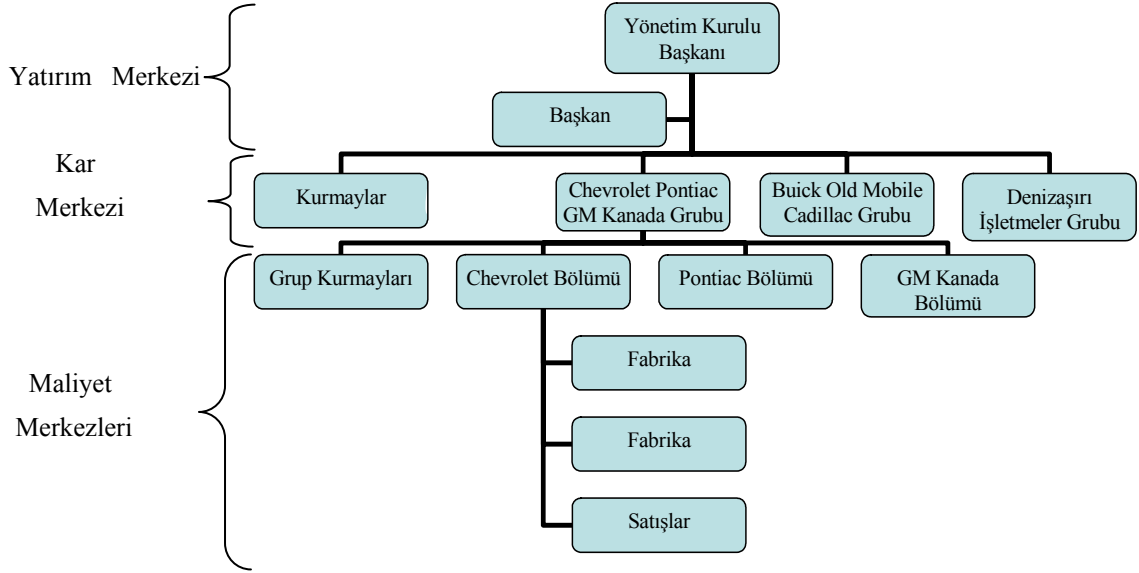 Yönetim Kurulu
Başkanı
Yatırım Merkezi
Başkan
Kar
Merkezi
Kurmaylar
Chevrolet Pontiac
GM Kanada Grubu
Buick Old Mobile
Cadillac Grubu
Denizaşırı
İşletmeler Grubu
Grup Kurmayları
Chevrolet Bölümü
Pontiac Bölümü
GM Kanada
Bölümü
Maliyet
Merkezleri
Fabrika
Fabrika
Satışlar